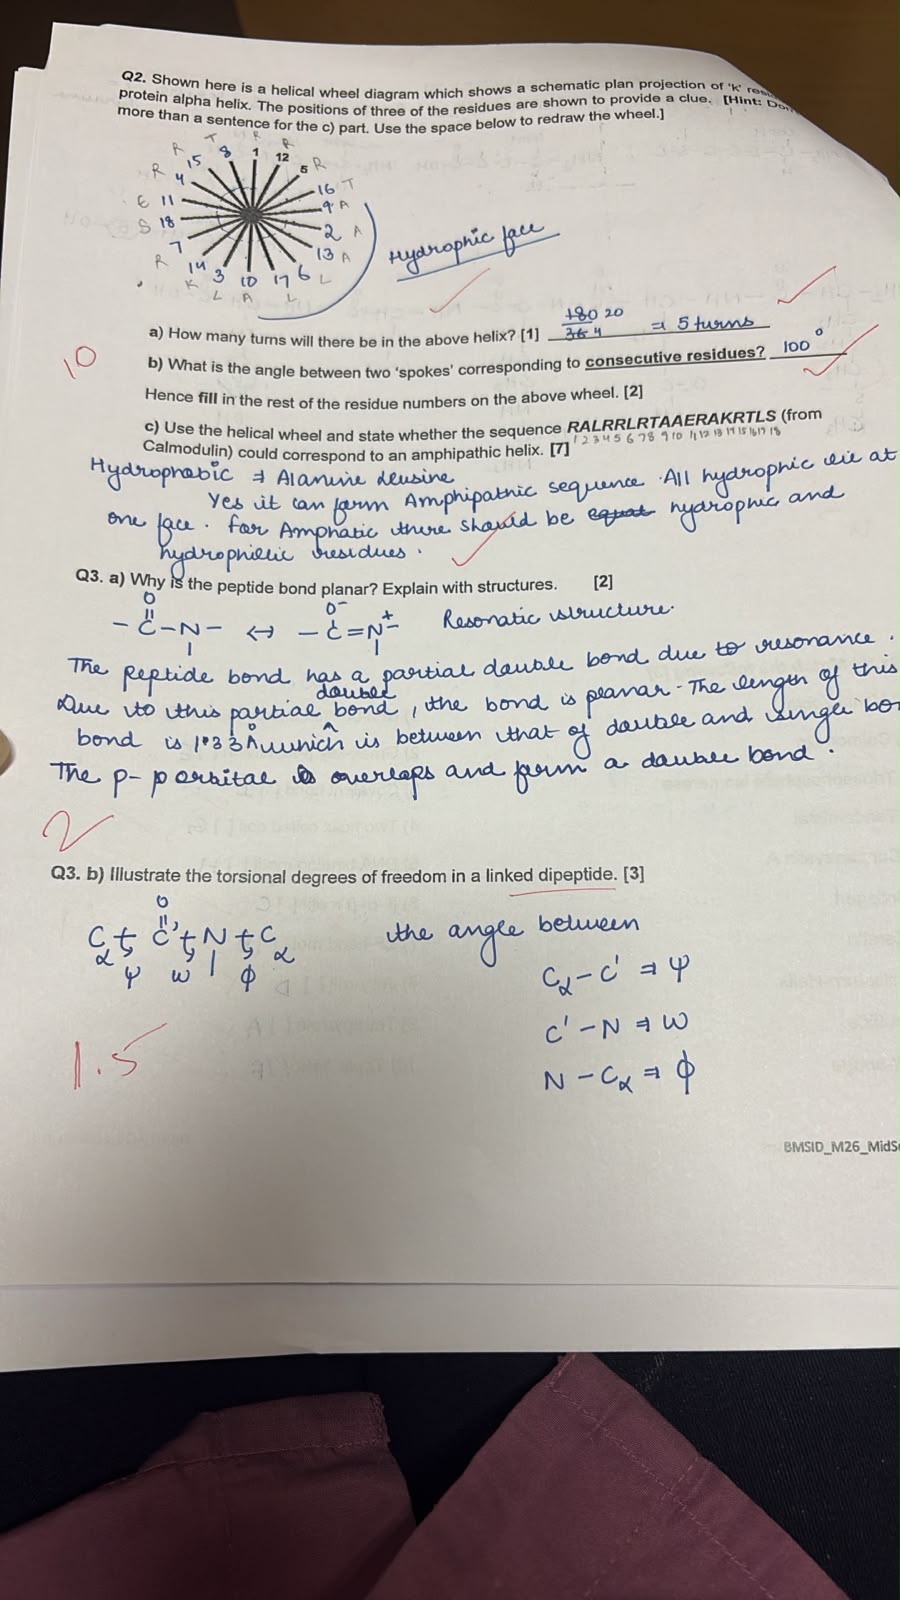 Q2. Shown here is a helical wheel diagram which shows a schematic plan projection of 'k'
protein alpha helix. The positions of three of the residues are shown to provide a clue. [Hint:
more than a sentence for the c) part. Use the space below to redraw the wheel.]
R T R R
R 15 8 1 12 5 R
R 4 16 T
E 11 9 A
S 18 2 A
7 13 A
R 14 3 10 17 6 L
K L A L
Hydrophic face
a) How many turns will there be in the above helix? [1] 180 20 / 36 4 ⇒ 5 turns
10
b) What is the angle between two 'spokes' corresponding to consecutive residues? 100°
Hence fill in the rest of the residue numbers on the above wheel. [2]
c) Use the helical wheel and state whether the sequence RALRRLRTAAERAKRTLS (from
1 2 3 4 5 6 7 8 9 10 11 12 13 14 15 16 17 18
Calmodulin) could correspond to an amphipathic helix. [7]
Hydrophobic ⇒ Alanine leusine
Yes it can form Amphipathic sequence. All hydrophic lie at
one face. For Amphatic there should be equal hydrophic and
hydrophillic residues.
Q3. a) Why is the peptide bond planar? Explain with structures. [2]
O O-
- C - N - ↔ - C = N+ - Resonatic structure.
The peptide bond has a partial double bond due to resonance.
double
Due to this partial bond, the bond is planar - The length of this
bond is 1.33 Å which is between that of double and single
The p-p orbital is overlaps and form a double bond.
2
Q3. b) Illustrate the torsional degrees of freedom in a linked dipeptide. [3]
O
Cα C' N Cα the angle between
ψ ω ϕ
Cα - C' ⇒ ψ
C' - N ⇒ ω
1.5
N - Cα ⇒ ϕ
BMSID_M26_MidS